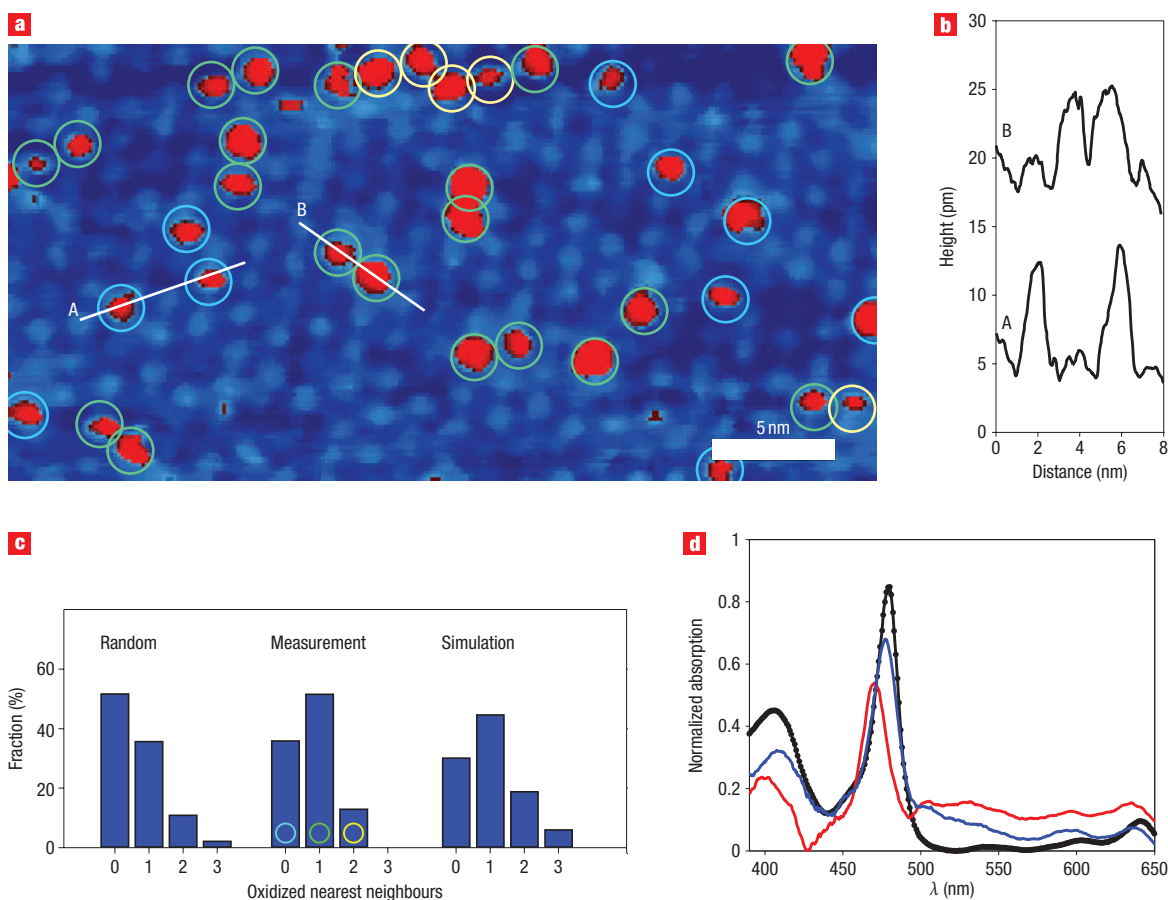 a
A
B
5 nm
b
30
25
20
15
10
5
0
B
A
Height (pm)
0 2 4 6 8
Distance (nm)
c
Random Measurement Simulation
60
40
20
0
Fraction (%)
0 1 2 3 0 1 2 3 0 1 2 3
Oxidized nearest neighbours
d
1
0.8
0.6
0.4
0.2
0
Normalized absorption
400 450 500 550 600 650
λ (nm)